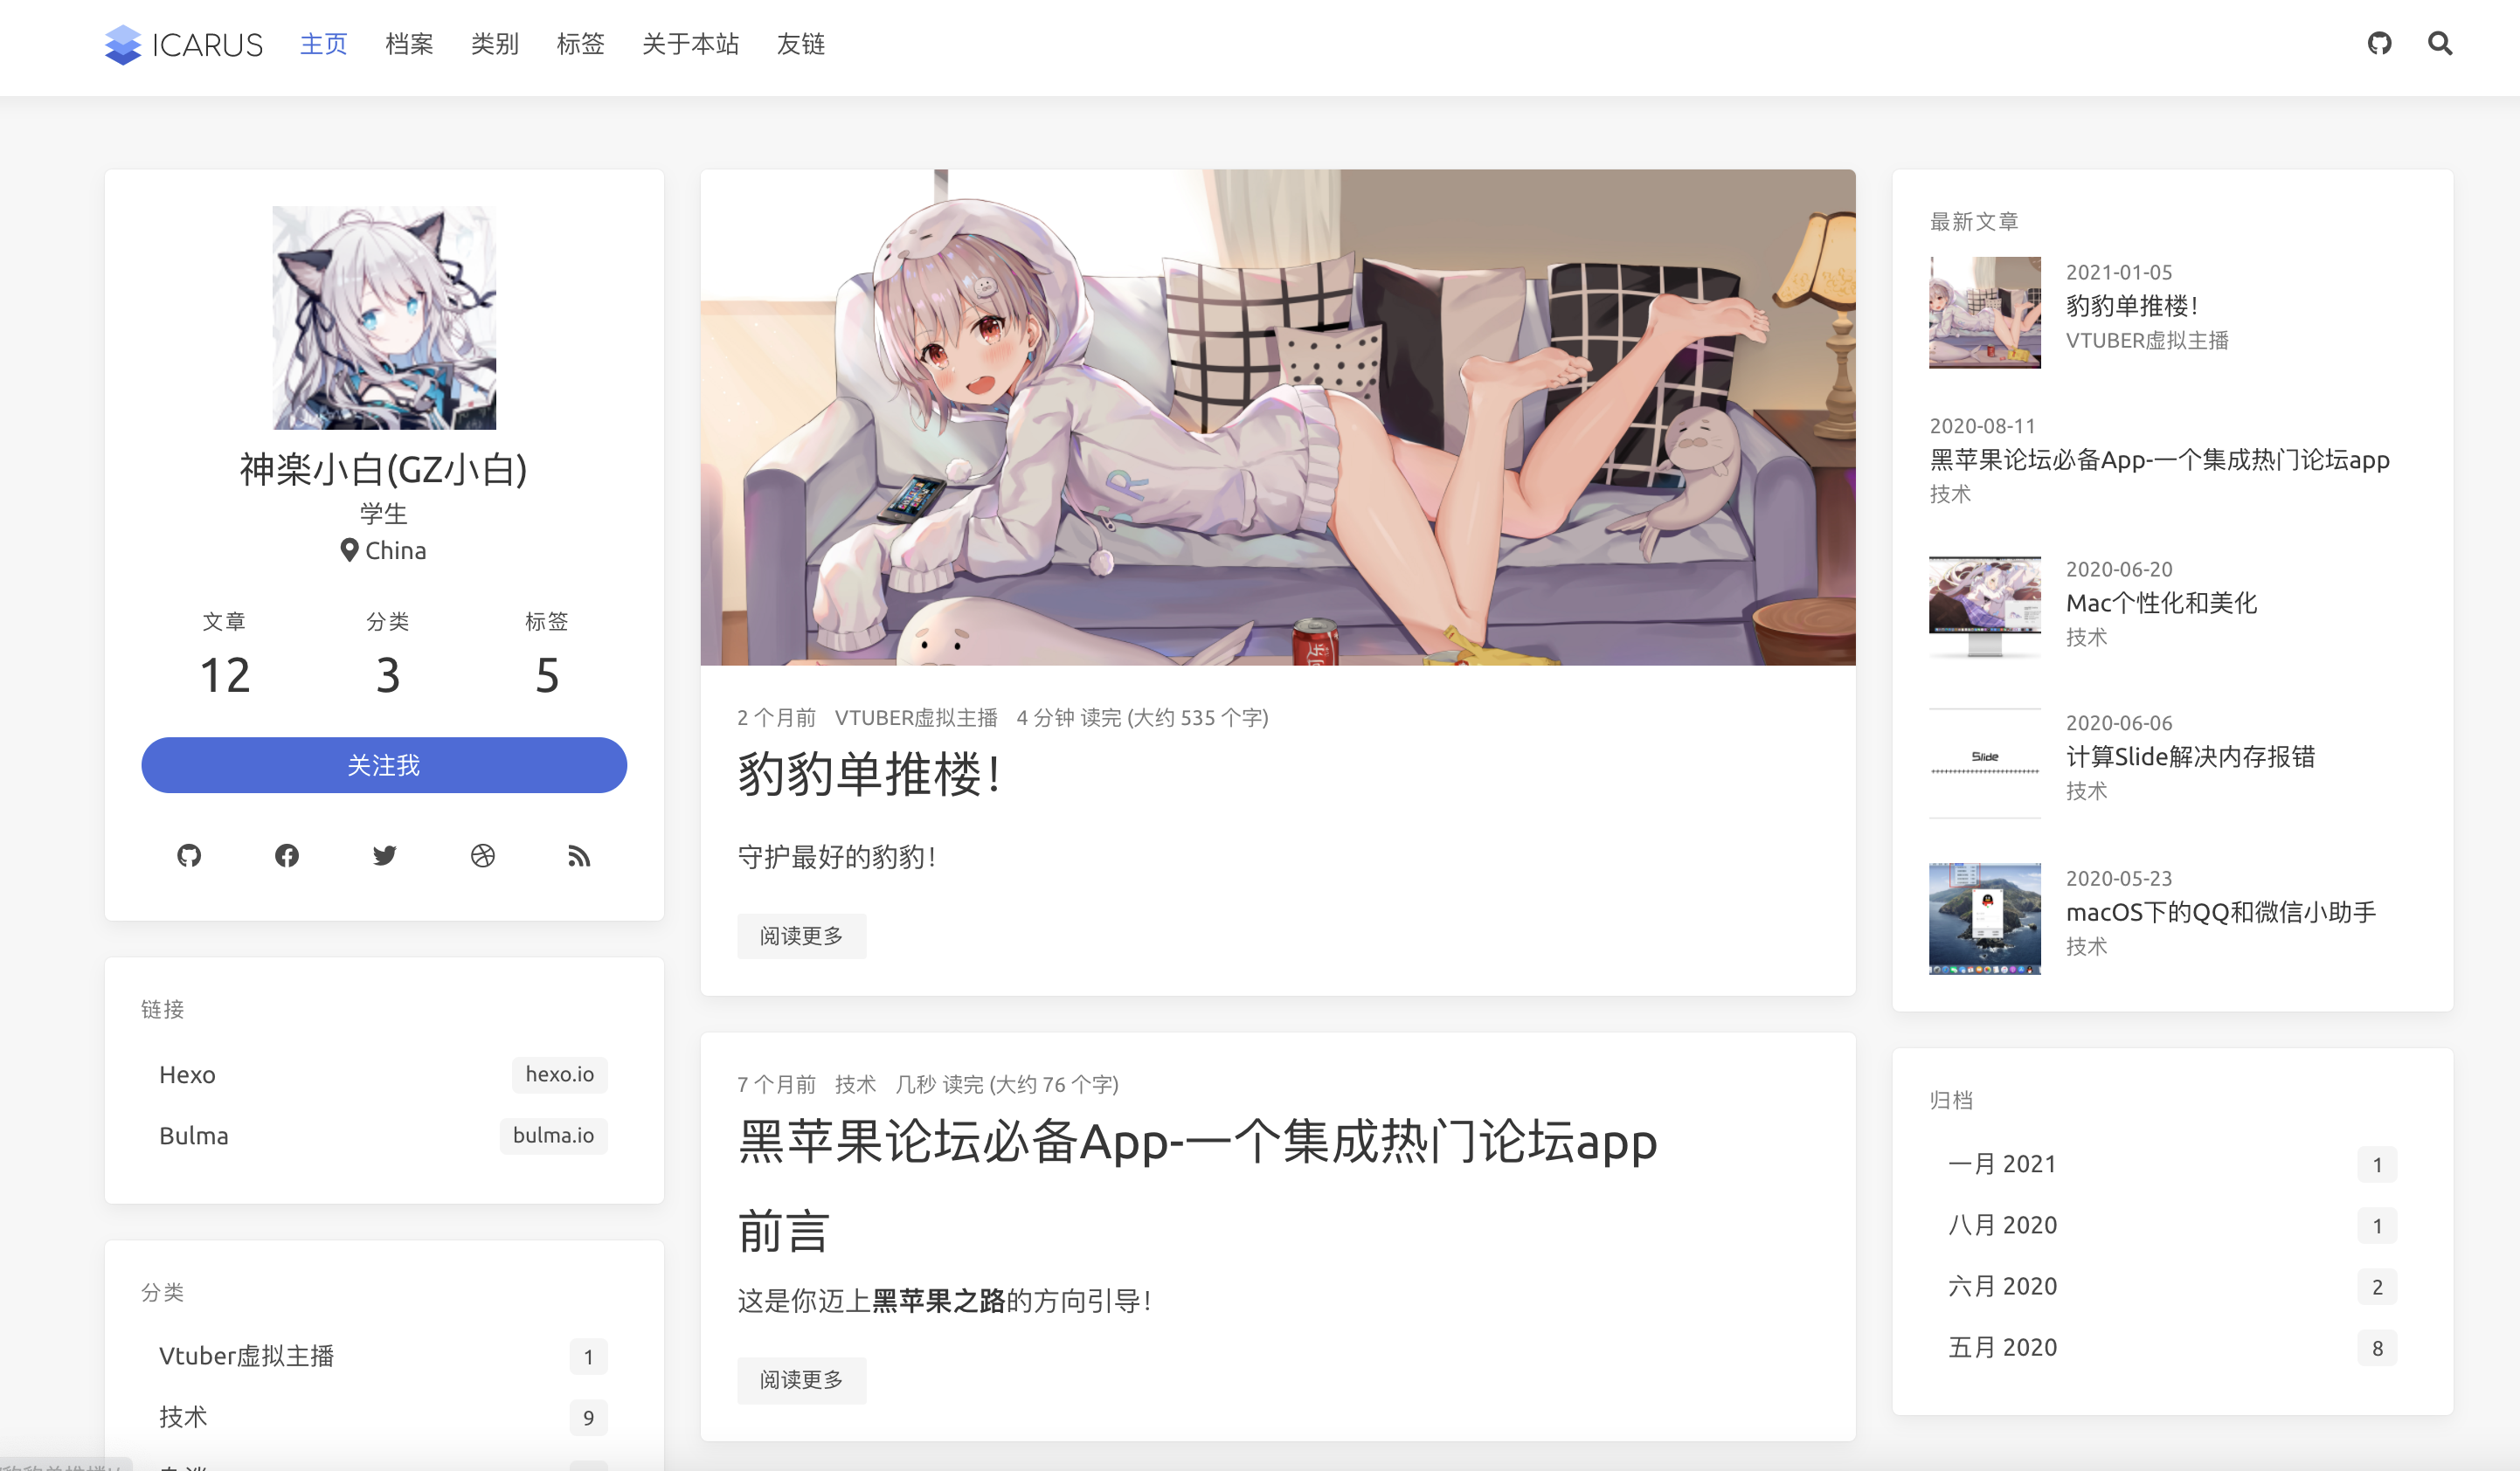 ICARUS 主页 档案 类别 标签 关于本站 友链
神楽小白(GZ小白)
学生
China
文章 分类 标签
12 3 5
关注我
链接
Hexo hexo.io
Bulma bulma.io
分类
Vtuber虚拟主播 1
技术 9
2 个月前 VTUBER虚拟主播 4 分钟 读完 (大约 535 个字)
豹豹单推楼!
守护最好的豹豹!
阅读更多
7 个月前 技术 几秒 读完 (大约 76 个字)
黑苹果论坛必备App-一个集成热门论坛app
前言
这是你迈上黑苹果之路的方向引导!
阅读更多
最新文章
2021-01-05
豹豹单推楼!
VTUBER虚拟主播
2020-08-11
黑苹果论坛必备App-一个集成热门论坛app
技术
2020-06-20
Mac个性化和美化
技术
Slide
2020-06-06
计算Slide解决内存报错
技术
2020-05-23
macOS下的QQ和微信小助手
技术
归档
一月 2021 1
八月 2020 1
六月 2020 2
五月 2020 8